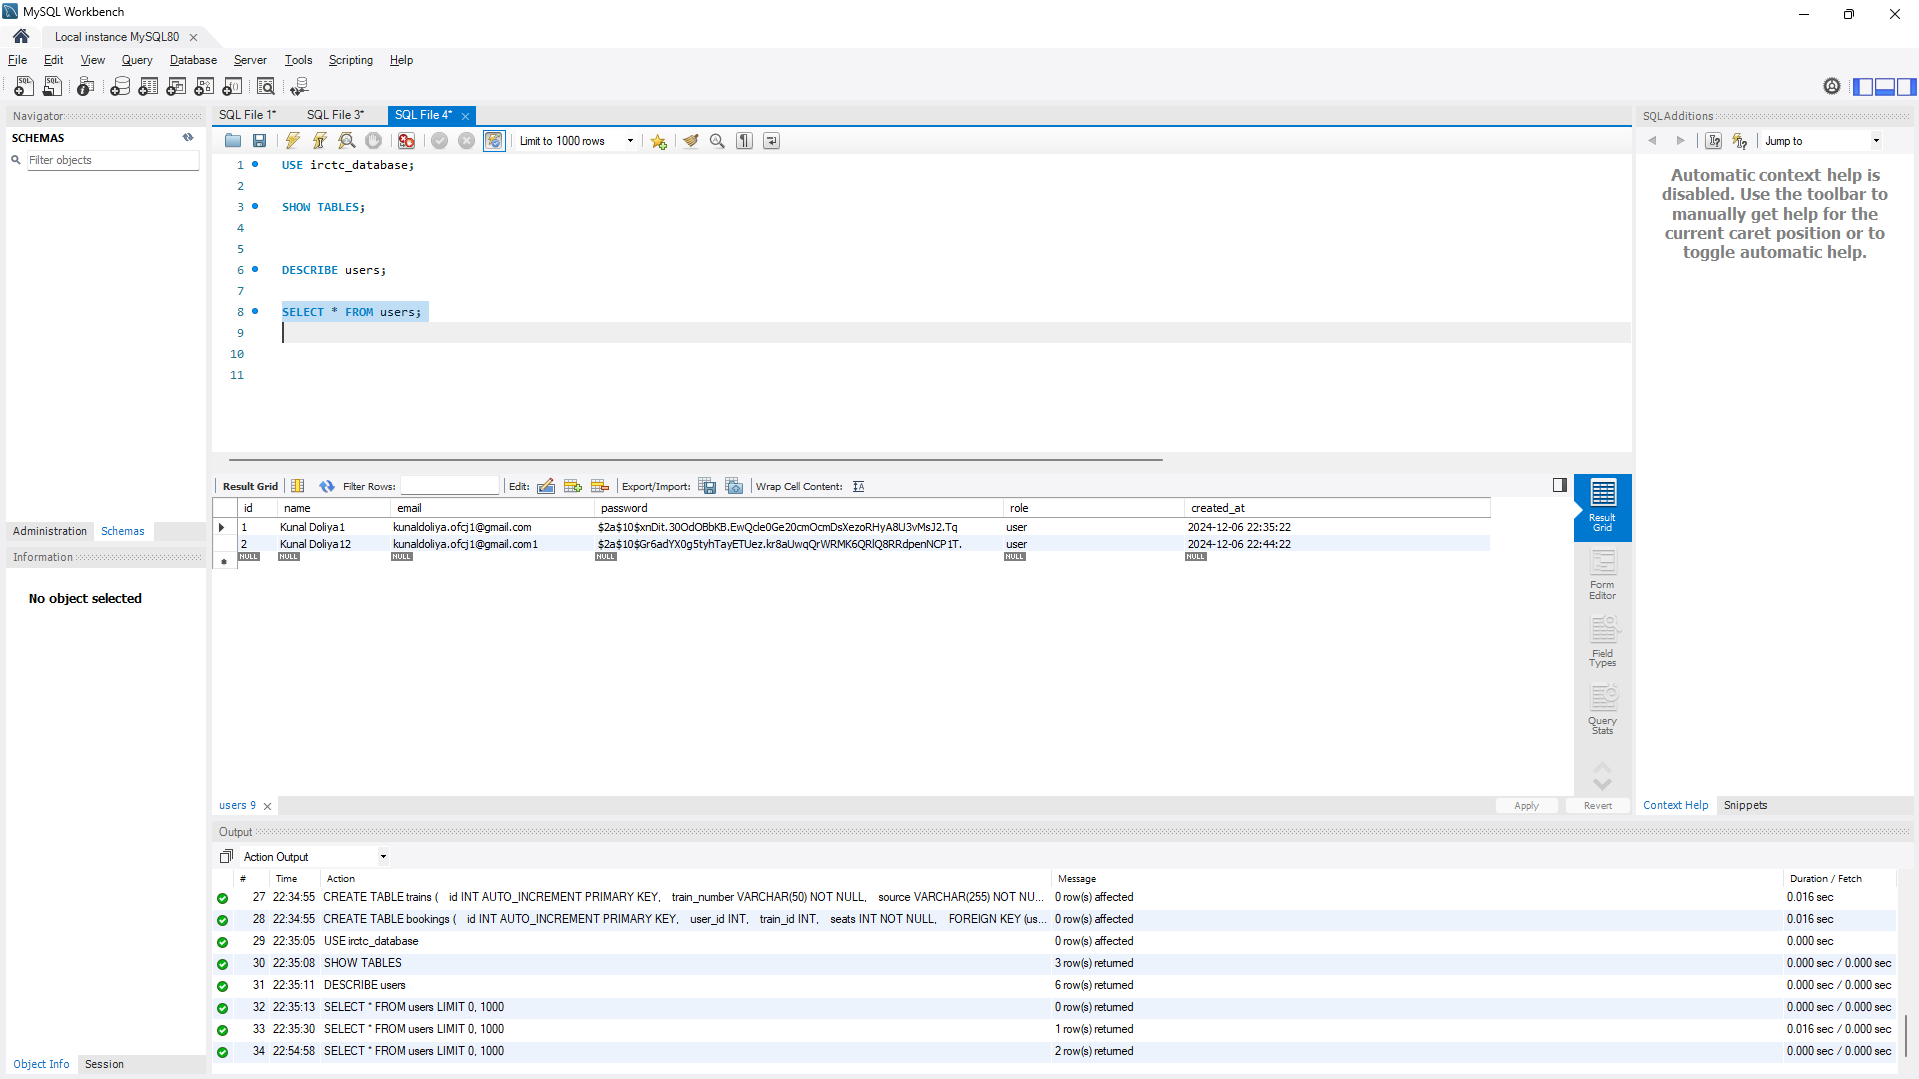 MySQL Workbench
Local instance MySQL80
File Edit View Query Database Server Tools Scripting Help
Navigator
SCHEMAS
Filter objects
Administration Schemas
Information
No object selected
Object Info Session
SQL File 1* SQL File 3* SQL File 4*
Limit to 1000 rows
1 USE irctc_database;
2
3 SHOW TABLES;
4
5
6 DESCRIBE users;
7
8 SELECT * FROM users;
9
10
11
Result Grid Filter Rows: Edit: Export/Import: Wrap Cell Content:
id name email password role created_at
1 Kunal Doliya1 kunaldoliya.ofcj1@gmail.com $2a$10$xnDit.30OdOBbKB.EwQcle0Ge20cmOcmDsXezoRHyA8U3vMsJ2.Tq user 2024-12-06 22:35:22
2 Kunal Doliya12 kunaldoliya.ofcj1@gmail.com1 $2a$10$Gr6adYX0g5tyhTayETUez.kr8aUwqQrWRMK6QRlQ8RRdpenNCP1T. user 2024-12-06 22:44:22
NULL NULL NULL NULL NULL NULL
Result
Grid
Form
Editor
Field
Types
Query
Stats
users 9 Apply Revert
Output
Action Output
# Time Action Message Duration / Fetch
27 22:34:55 CREATE TABLE trains ( id INT AUTO_INCREMENT PRIMARY KEY, train_number VARCHAR(50) NOT NULL, source VARCHAR(255) NOT NU... 0 row(s) affected 0.016 sec
28 22:34:55 CREATE TABLE bookings ( id INT AUTO_INCREMENT PRIMARY KEY, user_id INT, train_id INT, seats INT NOT NULL, FOREIGN KEY (us... 0 row(s) affected 0.016 sec
29 22:35:05 USE irctc_database 0 row(s) affected 0.000 sec
30 22:35:08 SHOW TABLES 3 row(s) returned 0.000 sec / 0.000 sec
31 22:35:11 DESCRIBE users 6 row(s) returned 0.000 sec / 0.000 sec
32 22:35:13 SELECT * FROM users LIMIT 0, 1000 0 row(s) returned 0.000 sec / 0.000 sec
33 22:35:30 SELECT * FROM users LIMIT 0, 1000 1 row(s) returned 0.016 sec / 0.000 sec
34 22:54:58 SELECT * FROM users LIMIT 0, 1000 2 row(s) returned 0.000 sec / 0.000 sec
SQLAdditions
Jump to
Automatic context help is
disabled. Use the toolbar to
manually get help for the
current caret position or to
toggle automatic help.
Context Help Snippets